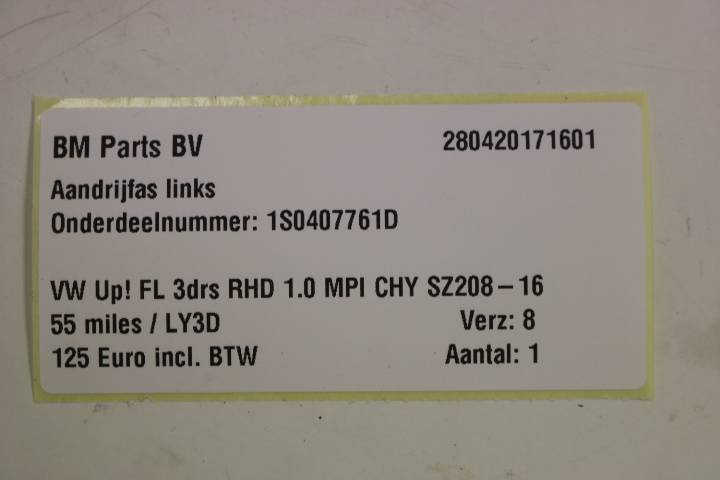 BM Parts BV 280420171601
Aandrijfas links
Onderdeelnummer: 1S0407761D
VW Up! FL 3drs RHD 1.0 MPI CHY SZ208-16
55 miles / LY3D Verz: 8
125 Euro incl. BTW Aantal: 1